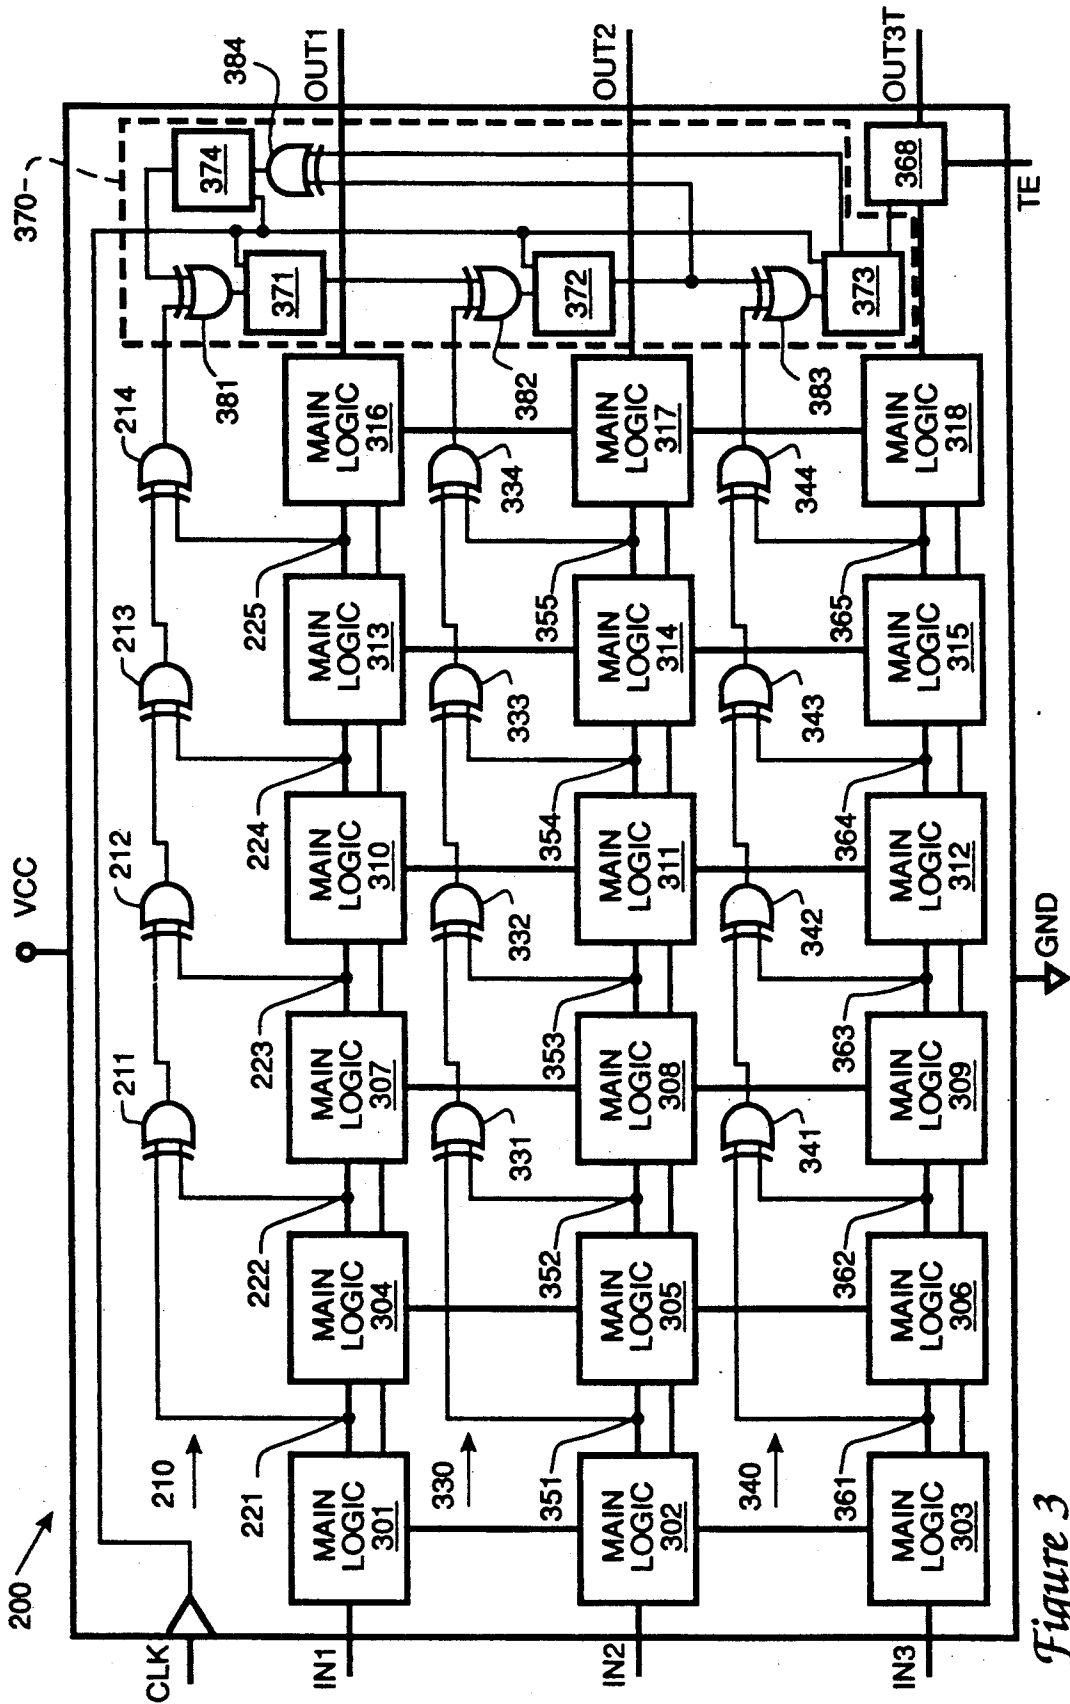 200
VCC
370
CLK
214
213
212
211
374
384
381
371
OUT1
210
221
222
223
224
225
IN1
MAIN LOGIC 301
MAIN LOGIC 304
MAIN LOGIC 307
MAIN LOGIC 310
MAIN LOGIC 313
MAIN LOGIC 316
331
332
333
334
382
372
OUT2
330
351
352
353
354
355
IN2
MAIN LOGIC 302
MAIN LOGIC 305
MAIN LOGIC 308
MAIN LOGIC 311
MAIN LOGIC 314
MAIN LOGIC 317
341
342
343
344
383
373
368
OUT3T
TE
340
361
362
363
364
365
IN3
MAIN LOGIC 303
MAIN LOGIC 306
MAIN LOGIC 309
MAIN LOGIC 312
MAIN LOGIC 315
MAIN LOGIC 318
GND
Figure 3